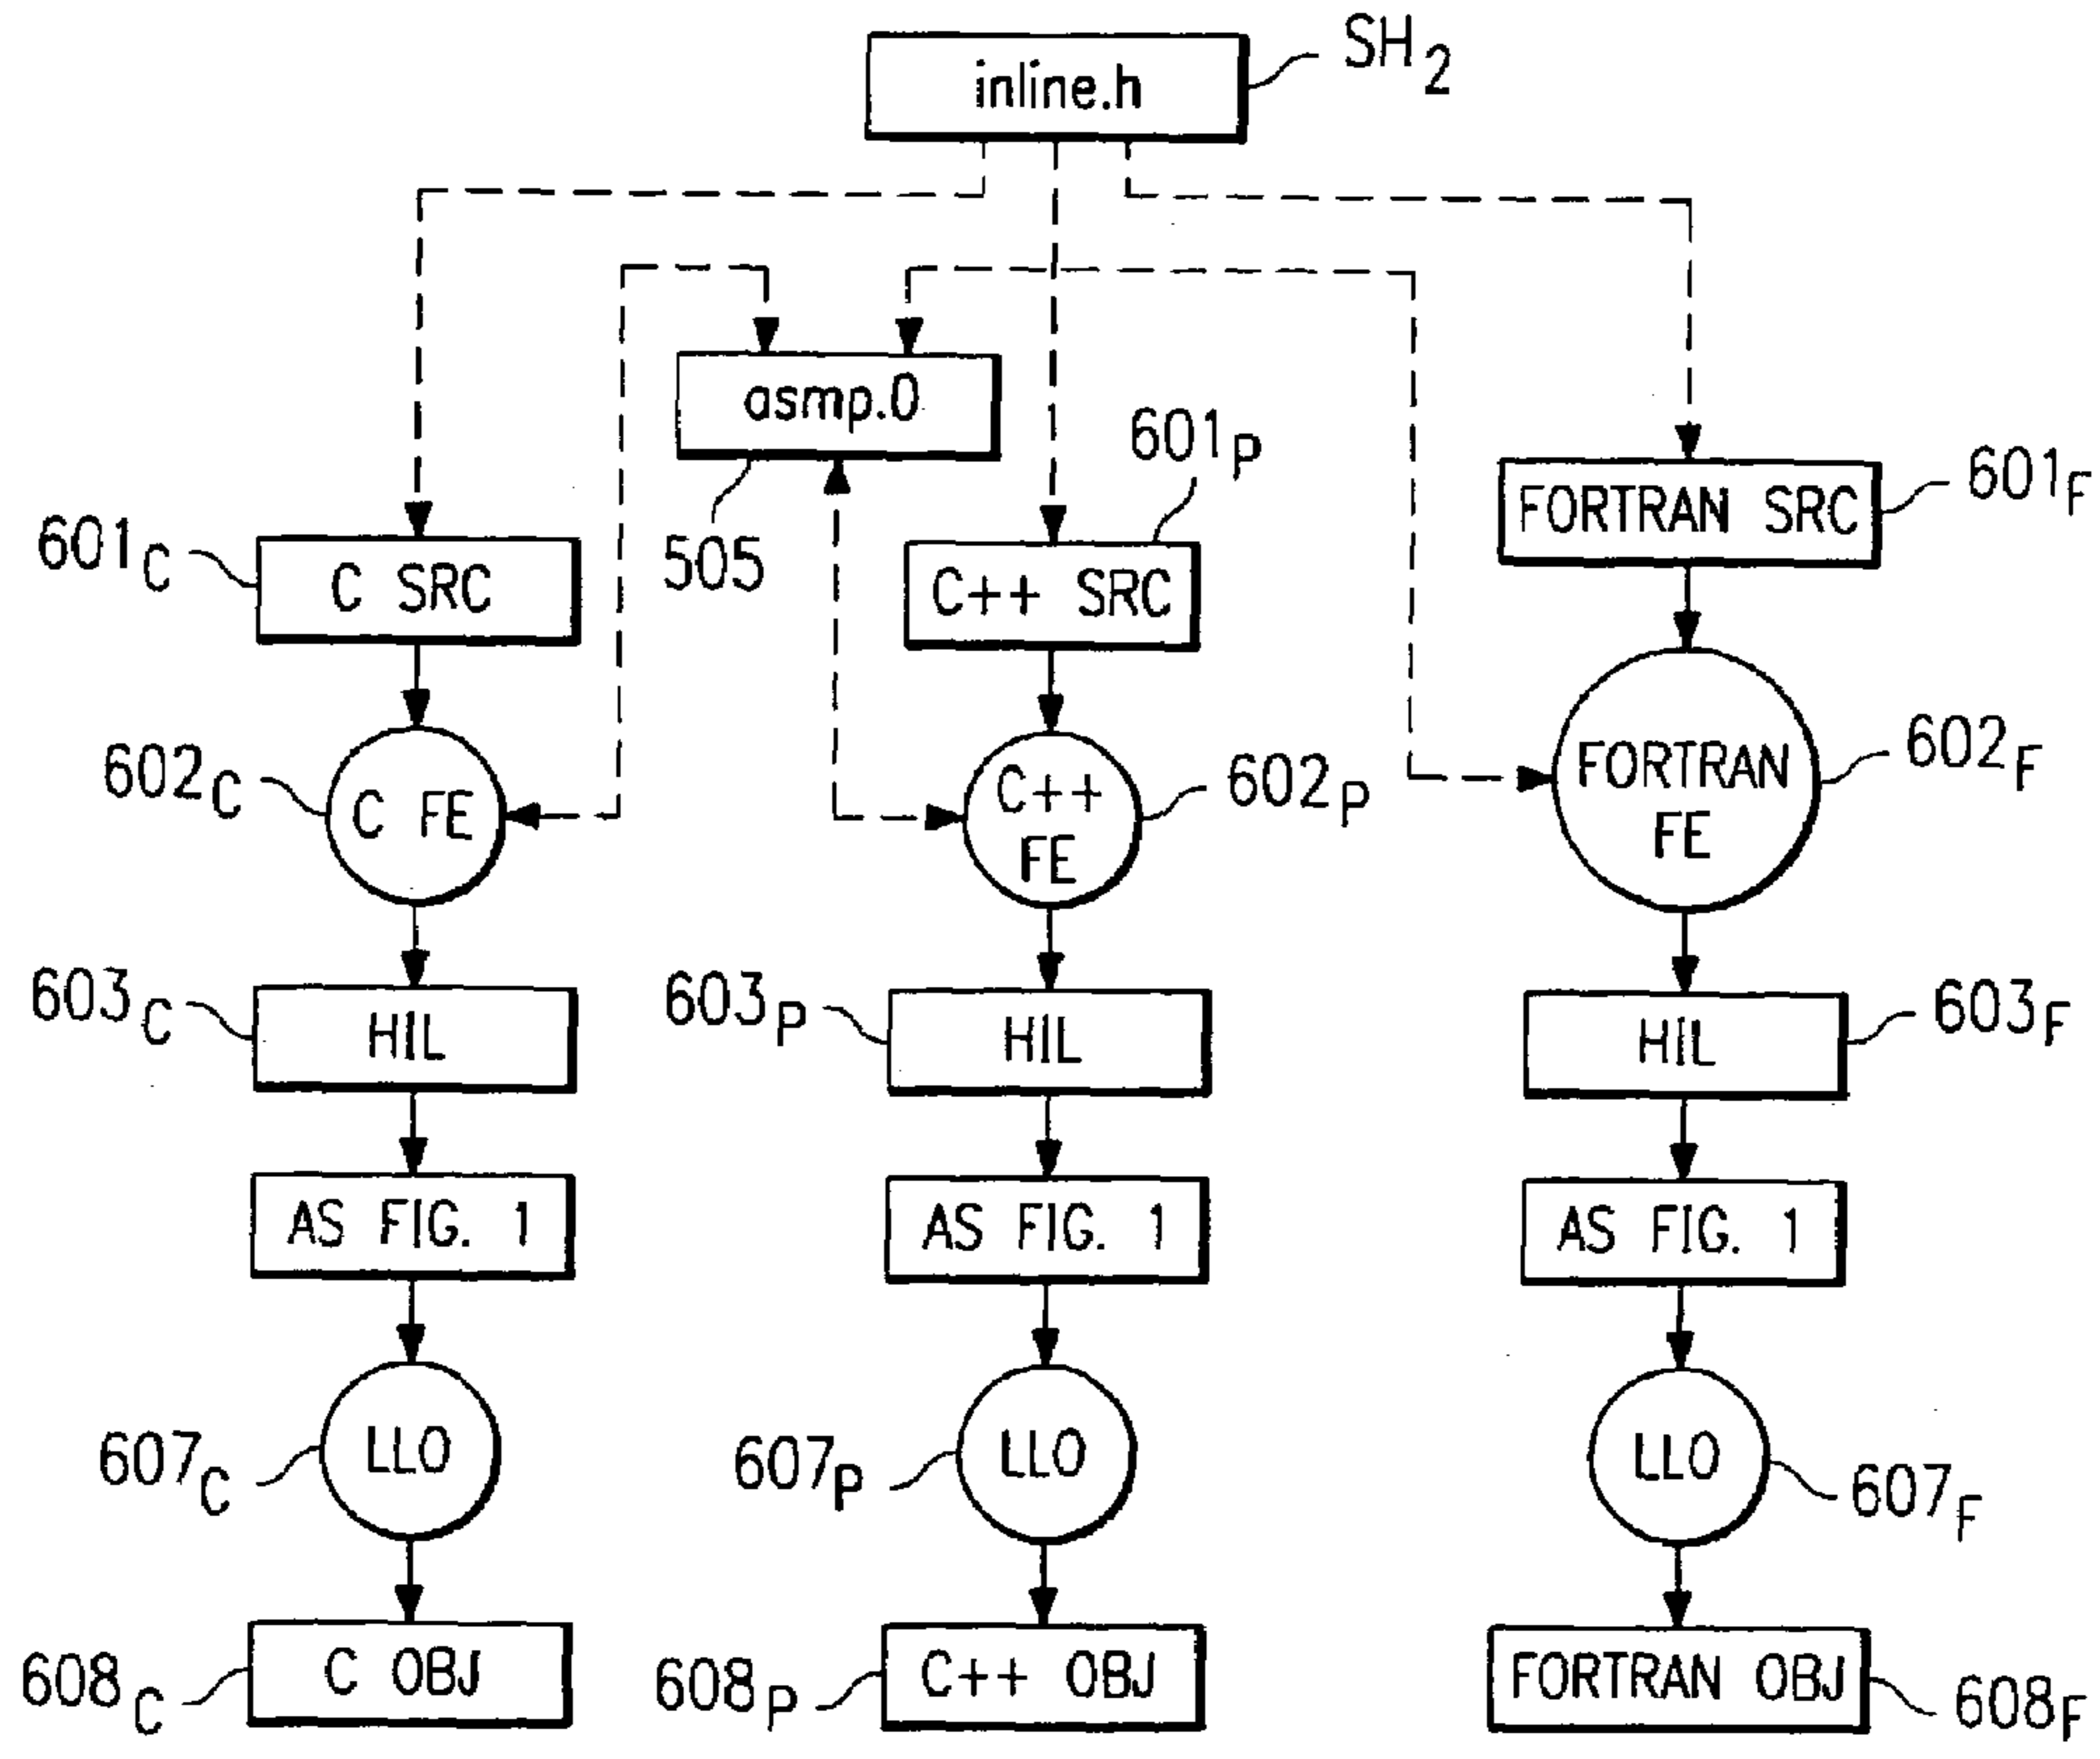 inline.h
SH2
asmp.0
505
601P
601F
FORTRAN SRC
601C
C SRC
C++ SRC
602C
C FE
C++
FE
602P
FORTRAN
FE
602F
603C
HIL
603P
HIL
HIL
603F
AS FIG. 1
AS FIG. 1
AS FIG. 1
607C
LLO
607P
LLO
LLO
607F
608C
C OBJ
608P
C++ OBJ
FORTRAN OBJ
608F